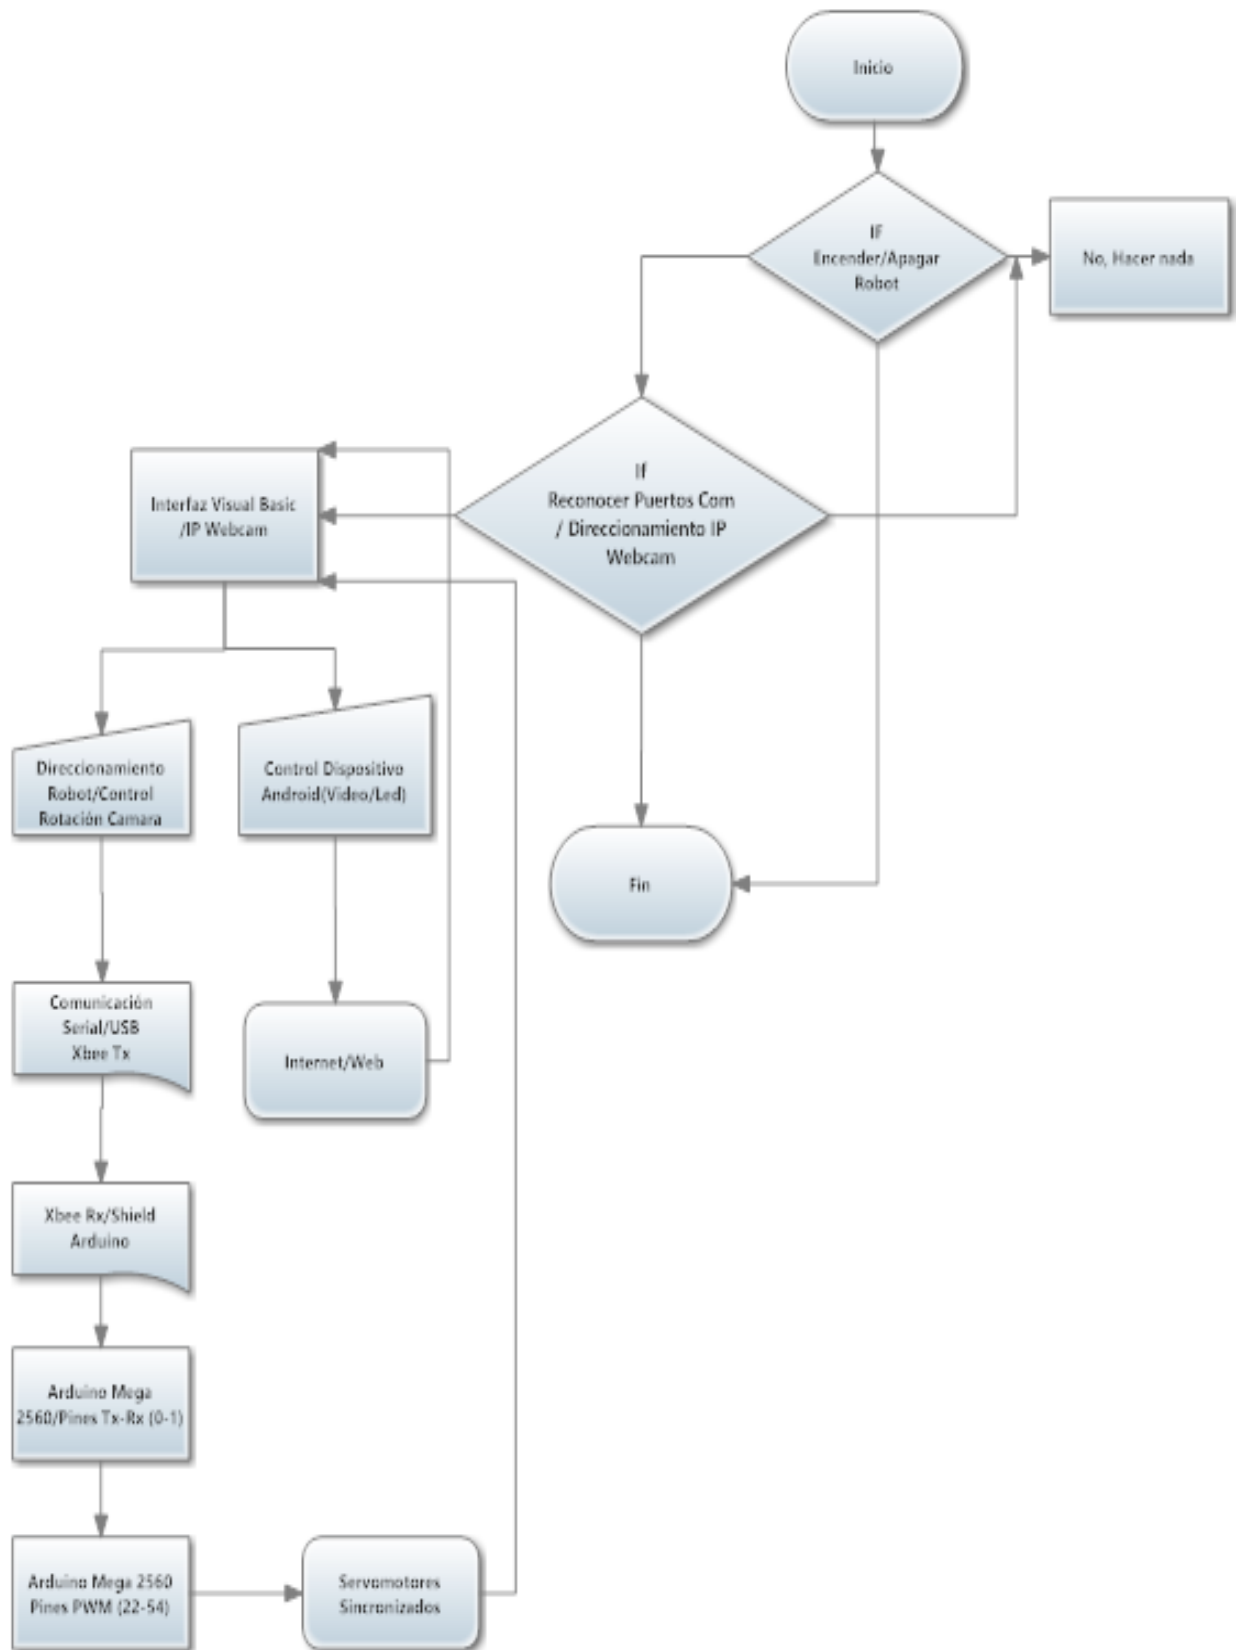 Inicio
IF
Encender/Apagar
Robot
No, Hacer nada
If
Reconocer Puertos Com
/ Direccionamiento IP
Webcam
Interfaz Visual Basic
/IP Webcam
Direccionamiento
Robot/Control
Rotación Camara
Control Dispositivo
Android(Video/Led)
Fin
Comunicación
Serial/USB
Xbee Tx
Internet/Web
Xbee Rx/Shield
Arduino
Arduino Mega
2560/Pines Tx-Rx (0-1)
Arduino Mega 2560
Pines PWM (22-54)
Servomotores
Sincronizados